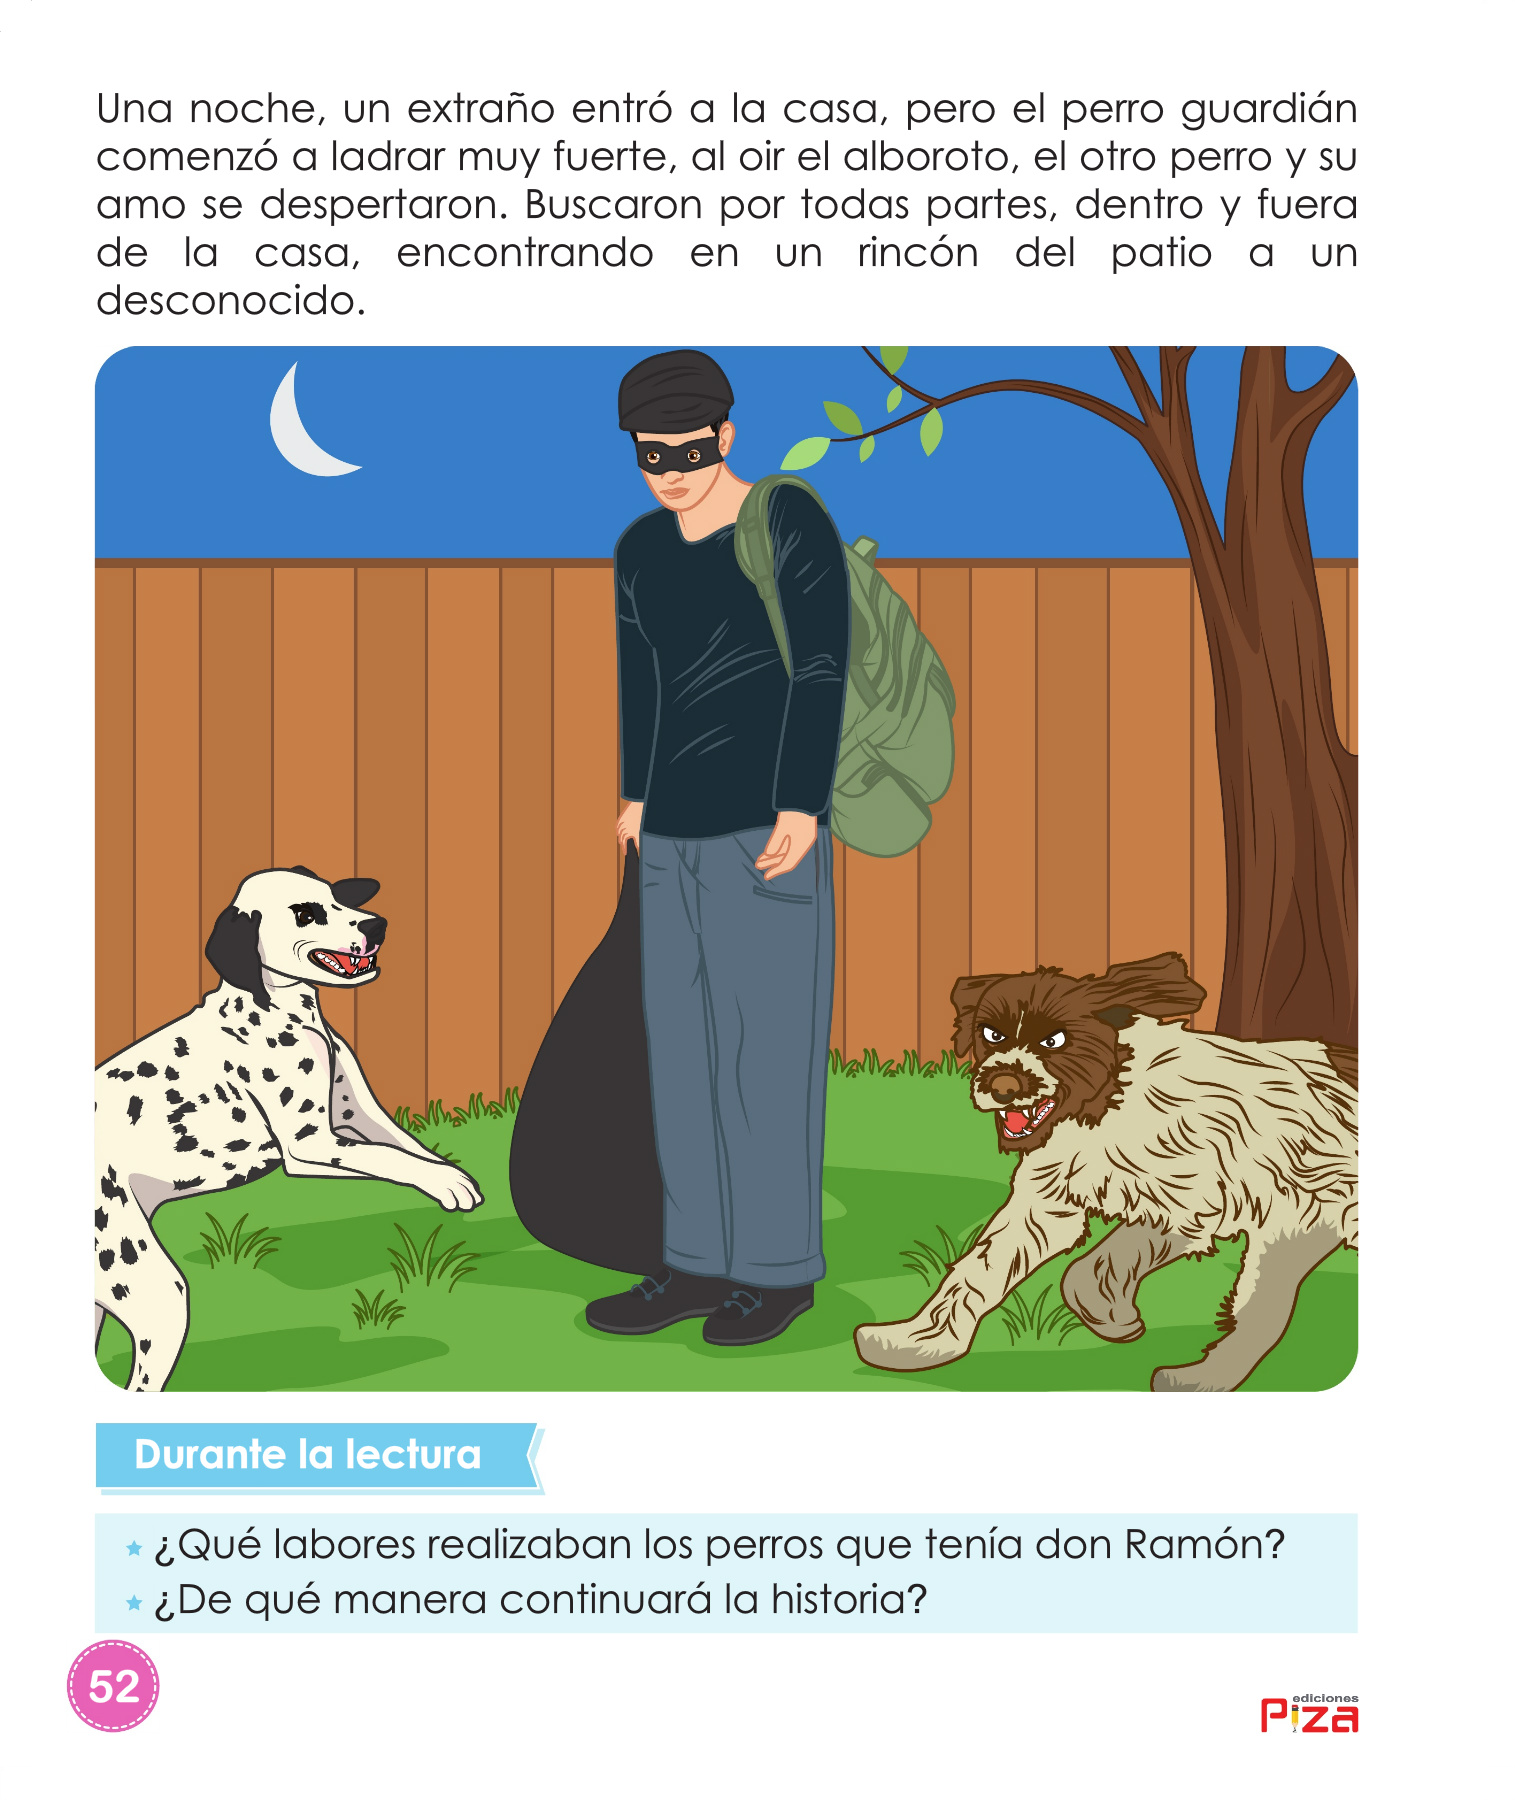 Una noche, un extraño entró a la casa, pero el perro guardián
comenzó a ladrar muy fuerte, al oir el alboroto, el otro perro y su
amo se despertaron. Buscaron por todas partes, dentro y fuera
de la casa, encontrando en un rincón del patio a un
desconocido.
Durante la lectura
¿Qué labores realizaban los perros que tenía don Ramón?
¿De qué manera continuará la historia?
52
ediciones
Piza